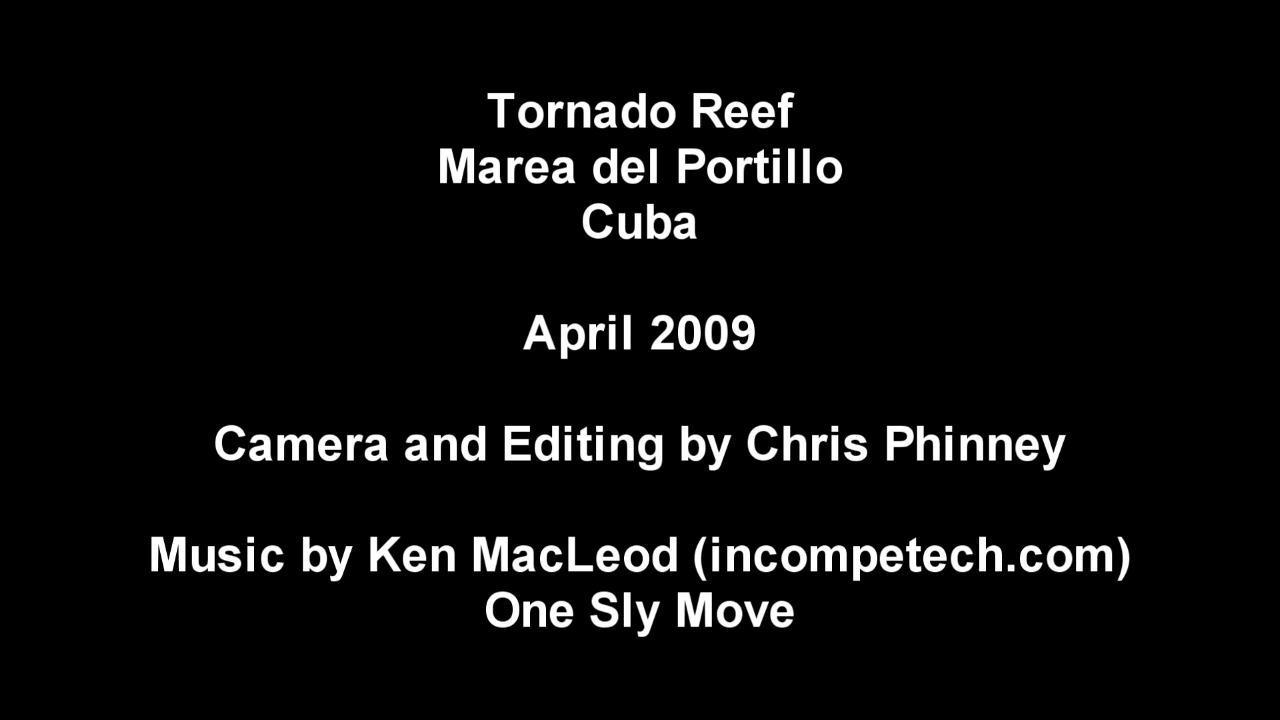 Tornado Reef
Marea del Portillo
Cuba
April 2009
Camera and Editing by Chris Phinney
Music by Ken MacLeod (incompetech.com)
One Sly Move